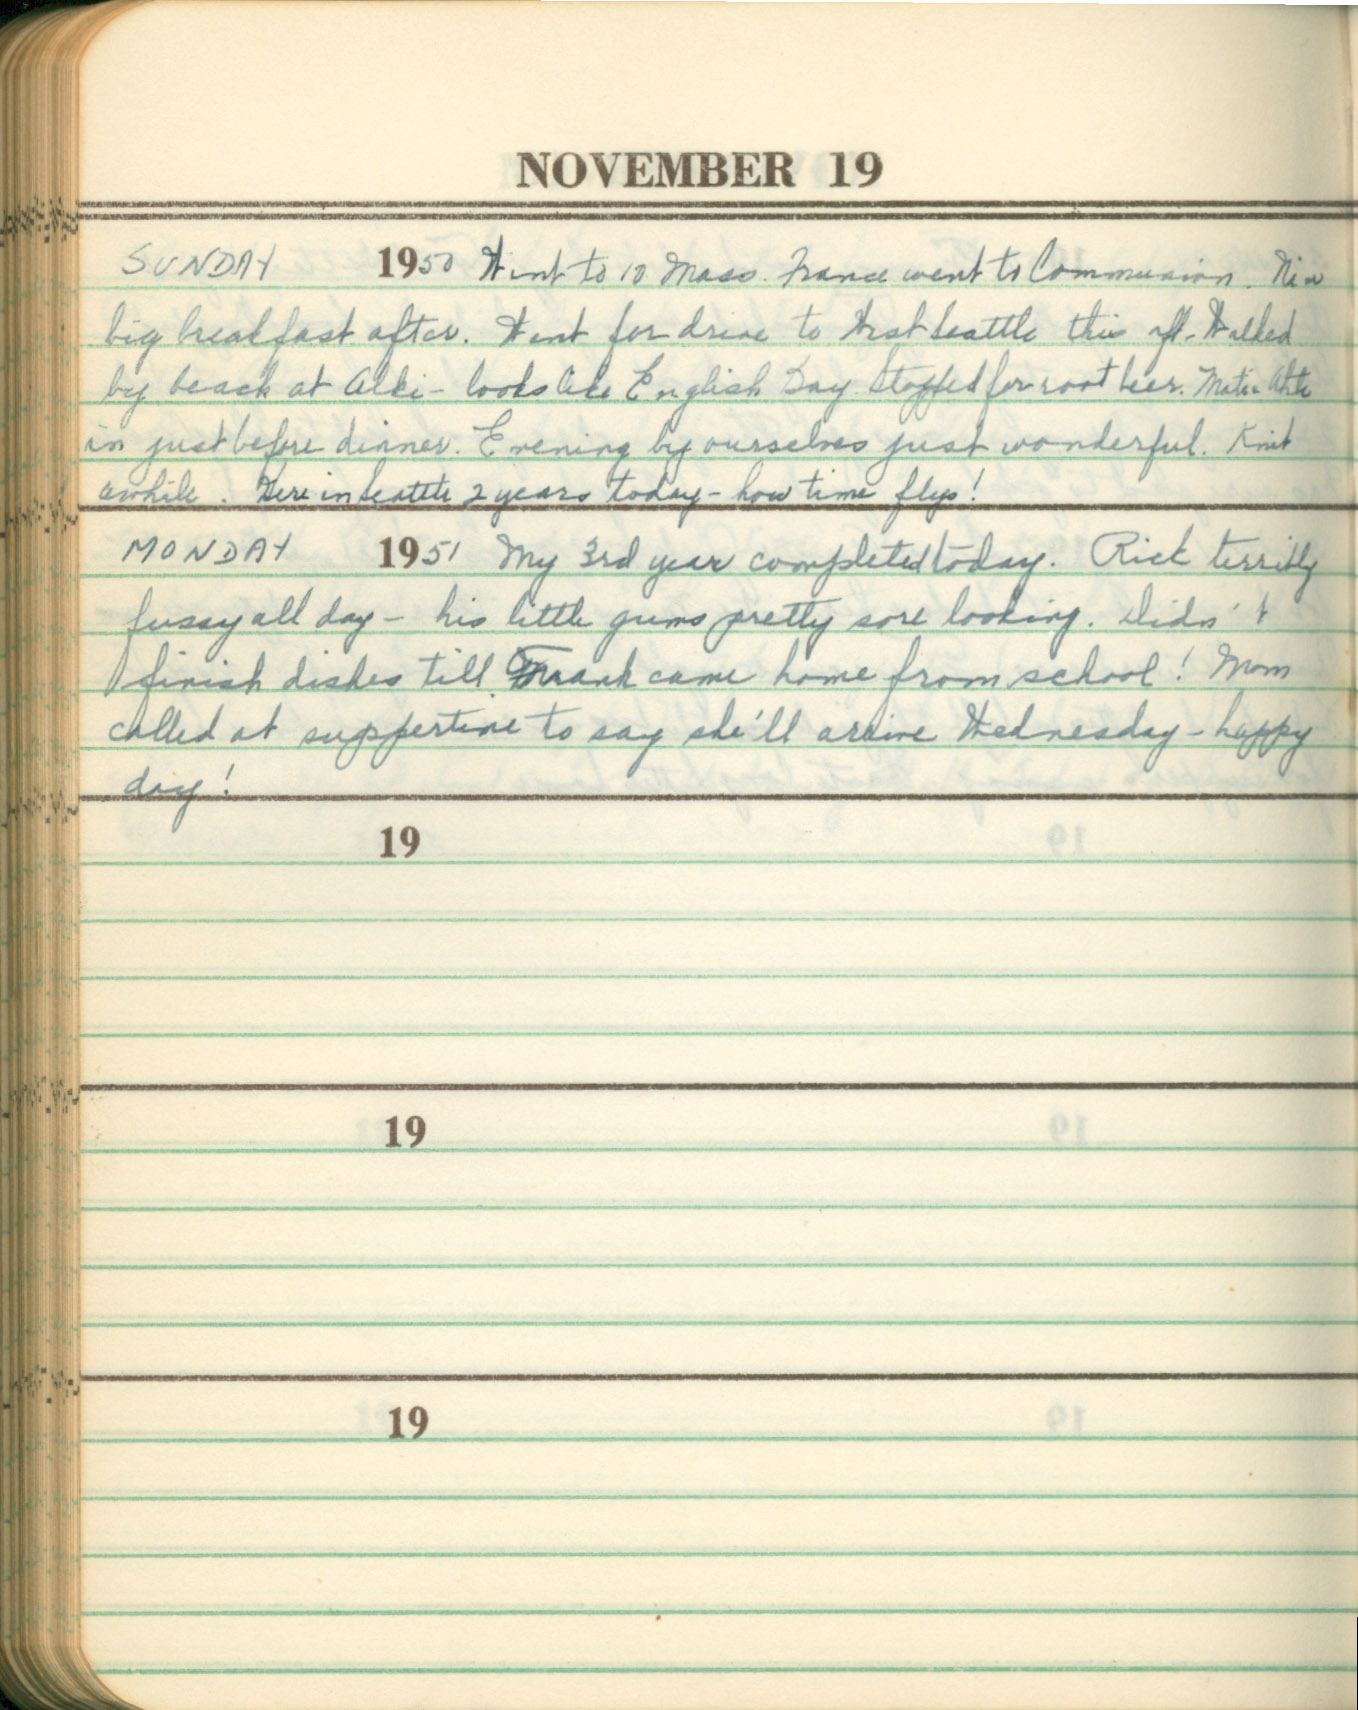 NOVEMBER 19
SUNDAY 1950 Went to 10 Mass. France went to Communion. Nice
big breakfast after. Went for drive to West Seattle this aft. Walked
by beach at Alki - looks like English Bay. Stopped for root beer.
in just before dinner. Evening by ourselves just wonderful. Knit
awhile. Here in Seattle 2 years today - how time flys!
MONDAY 1951 My 3rd year completed today. Rick terribly
fussy all day - his little gums pretty sore looking. Didn't
finish dishes till Frank came home from school! Mom
called at suppertime to say she'll arrive Wednesday - happy
day!
19
19
19